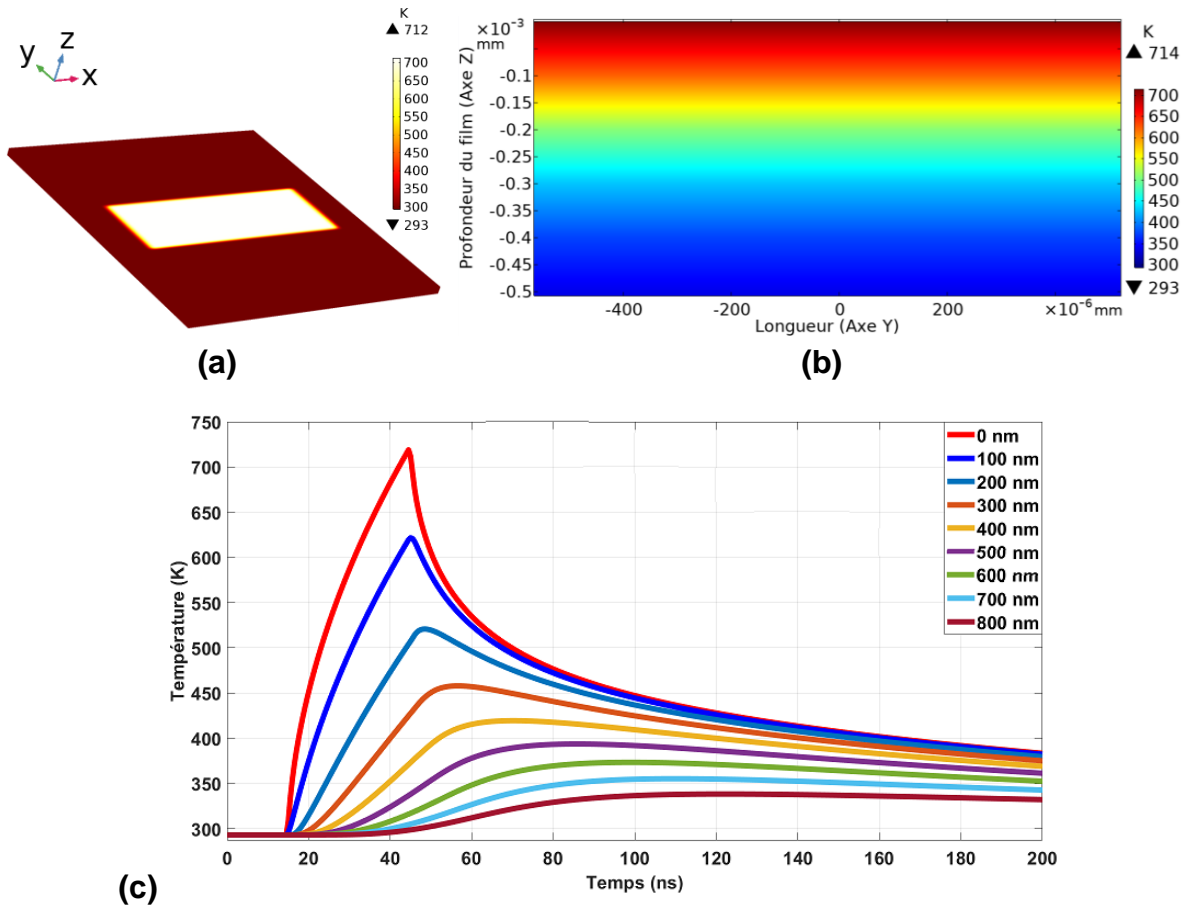 K
▲ 712
z
y
x
700
650
600
550
500
450
400
350
300
▼ 293
(a)
×10⁻³
mm
-0.1
-0.15
-0.2
-0.25
-0.3
-0.35
-0.4
-0.45
-0.5
Profondeur du film (Axe Z)
-400
-200
0
200
×10⁻⁶ mm
Longueur (Axe Y)
K
▲ 714
700
650
600
550
500
450
400
350
300
▼ 293
(b)
750
700
650
600
550
500
450
400
350
300
Température (K)
0 nm
100 nm
200 nm
300 nm
400 nm
500 nm
600 nm
700 nm
800 nm
0
20
40
60
80
100
120
140
160
180
200
Temps (ns)
(c)